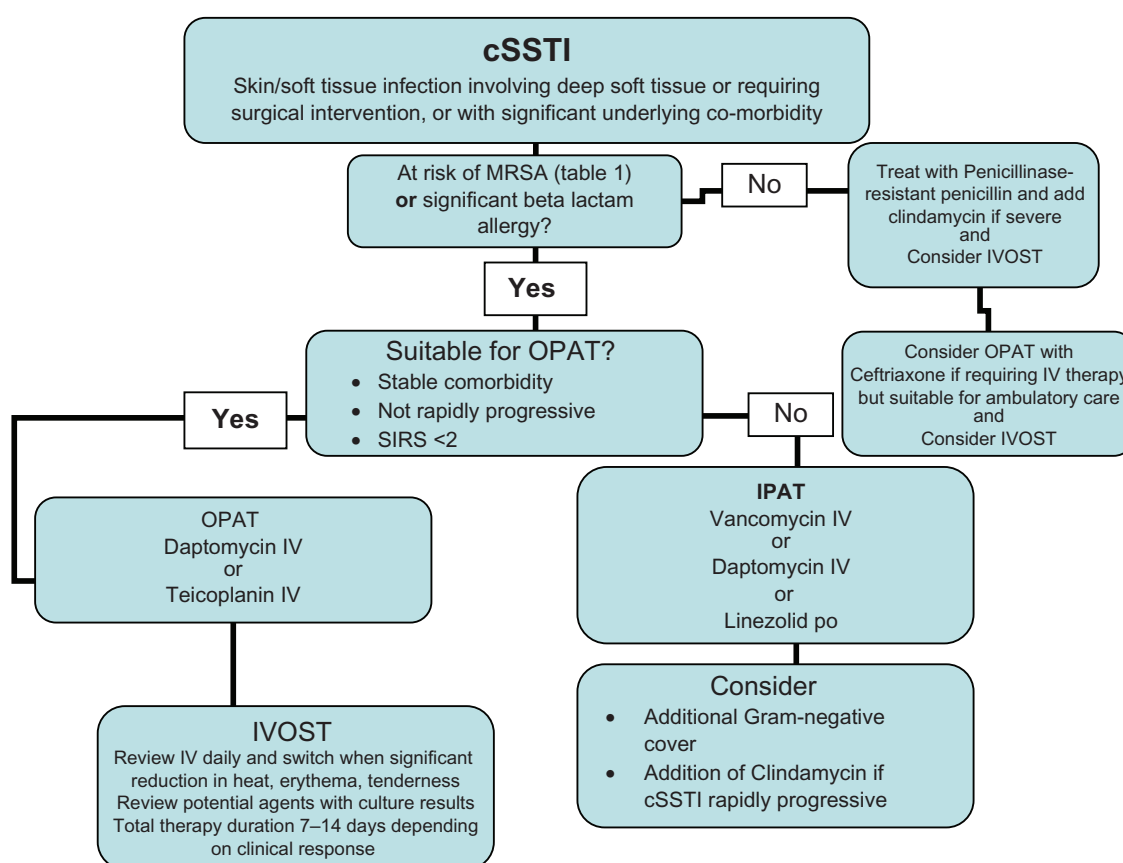 cSSTI
Skin/soft tissue infection involving deep soft tissue or requiring
surgical intervention, or with significant underlying co-morbidity
At risk of MRSA (table 1)
or significant beta lactam
allergy?
No
Treat with Penicillinase-
resistant penicillin and add
clindamycin if severe
and
Consider IVOST
Yes
Suitable for OPAT?
• Stable comorbidity
• Not rapidly progressive
• SIRS <2
Consider OPAT with
Ceftriaxone if requiring IV therapy
but suitable for ambulatory care
and
Consider IVOST
Yes
No
OPAT
Daptomycin IV
or
Teicoplanin IV
IPAT
Vancomycin IV
or
Daptomycin IV
or
Linezolid po
IVOST
Review IV daily and switch when significant
reduction in heat, erythema, tenderness
Review potential agents with culture results
Total therapy duration 7–14 days depending
on clinical response
Consider
• Additional Gram-negative
cover
• Addition of Clindamycin if
cSSTI rapidly progressive